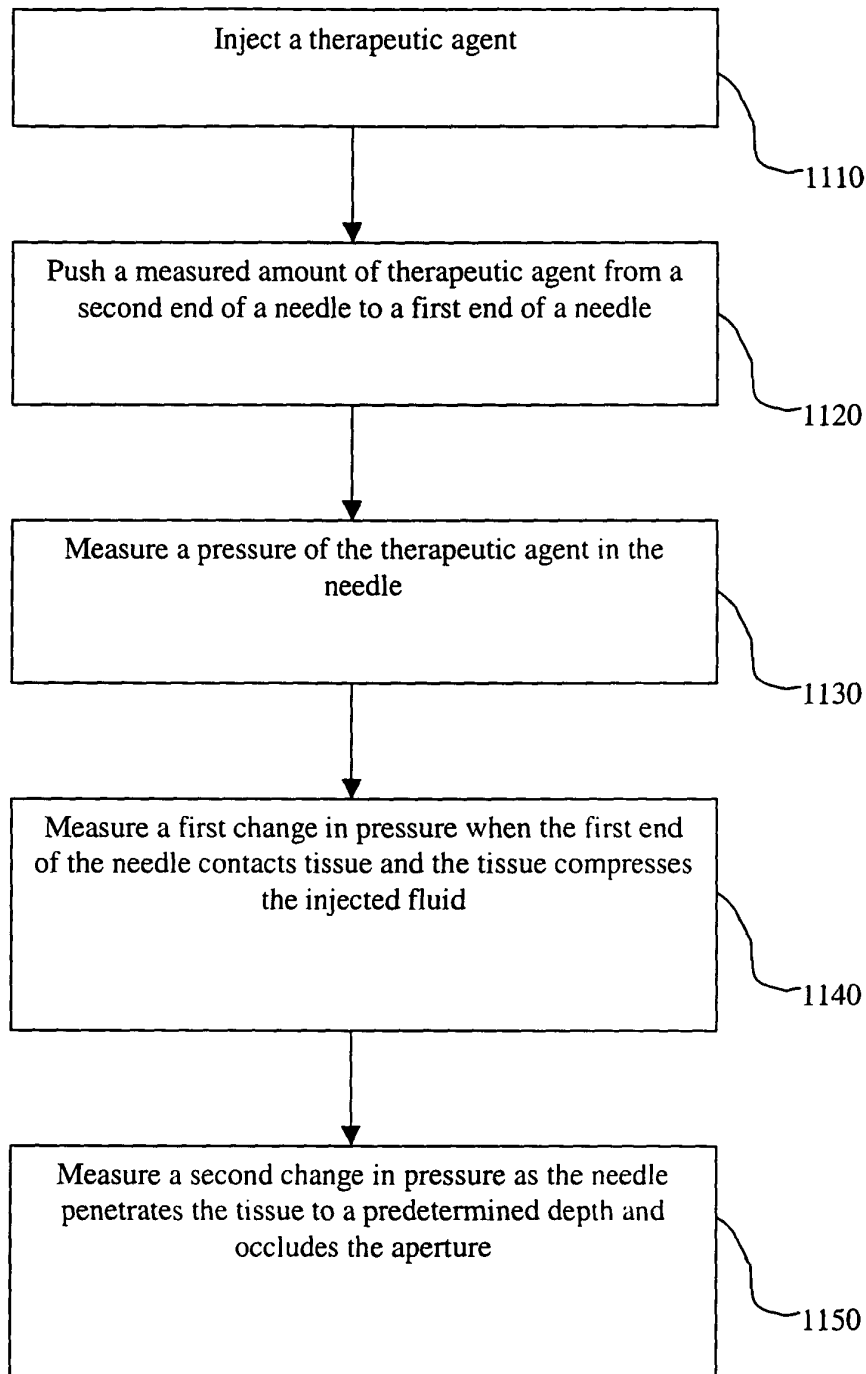 Inject a therapeutic agent
1110
Push a measured amount of therapeutic agent from a
second end of a needle to a first end of a needle
1120
Measure a pressure of the therapeutic agent in the
needle
1130
Measure a first change in pressure when the first end
of the needle contacts tissue and the tissue compresses
the injected fluid
1140
Measure a second change in pressure as the needle
penetrates the tissue to a predetermined depth and
occludes the aperture
1150